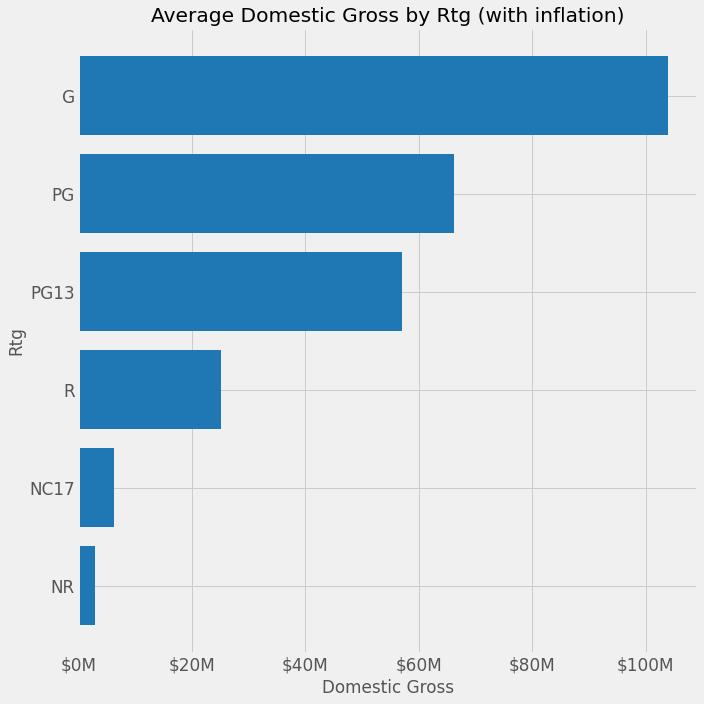 Average Domestic Gross by Rtg (with inflation)
G
PG
PG13
R
NC17
NR
Rtg
$0M $20M $40M $60M $80M $100M
Domestic Gross